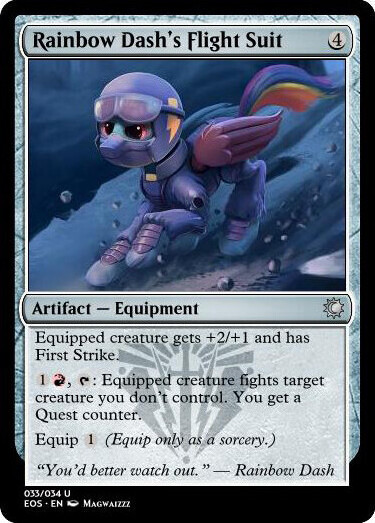 Rainbow Dash's Flight Suit 4
Artifact — Equipment
Equipped creature gets +2/+1 and has
First Strike.
1 , : Equipped creature fights target
creature you don't control. You get a
Quest counter.
Equip 1 (Equip only as a sorcery.)
"You'd better watch out." — Rainbow Dash
033/034 U
EOS · EN Magwaizzz